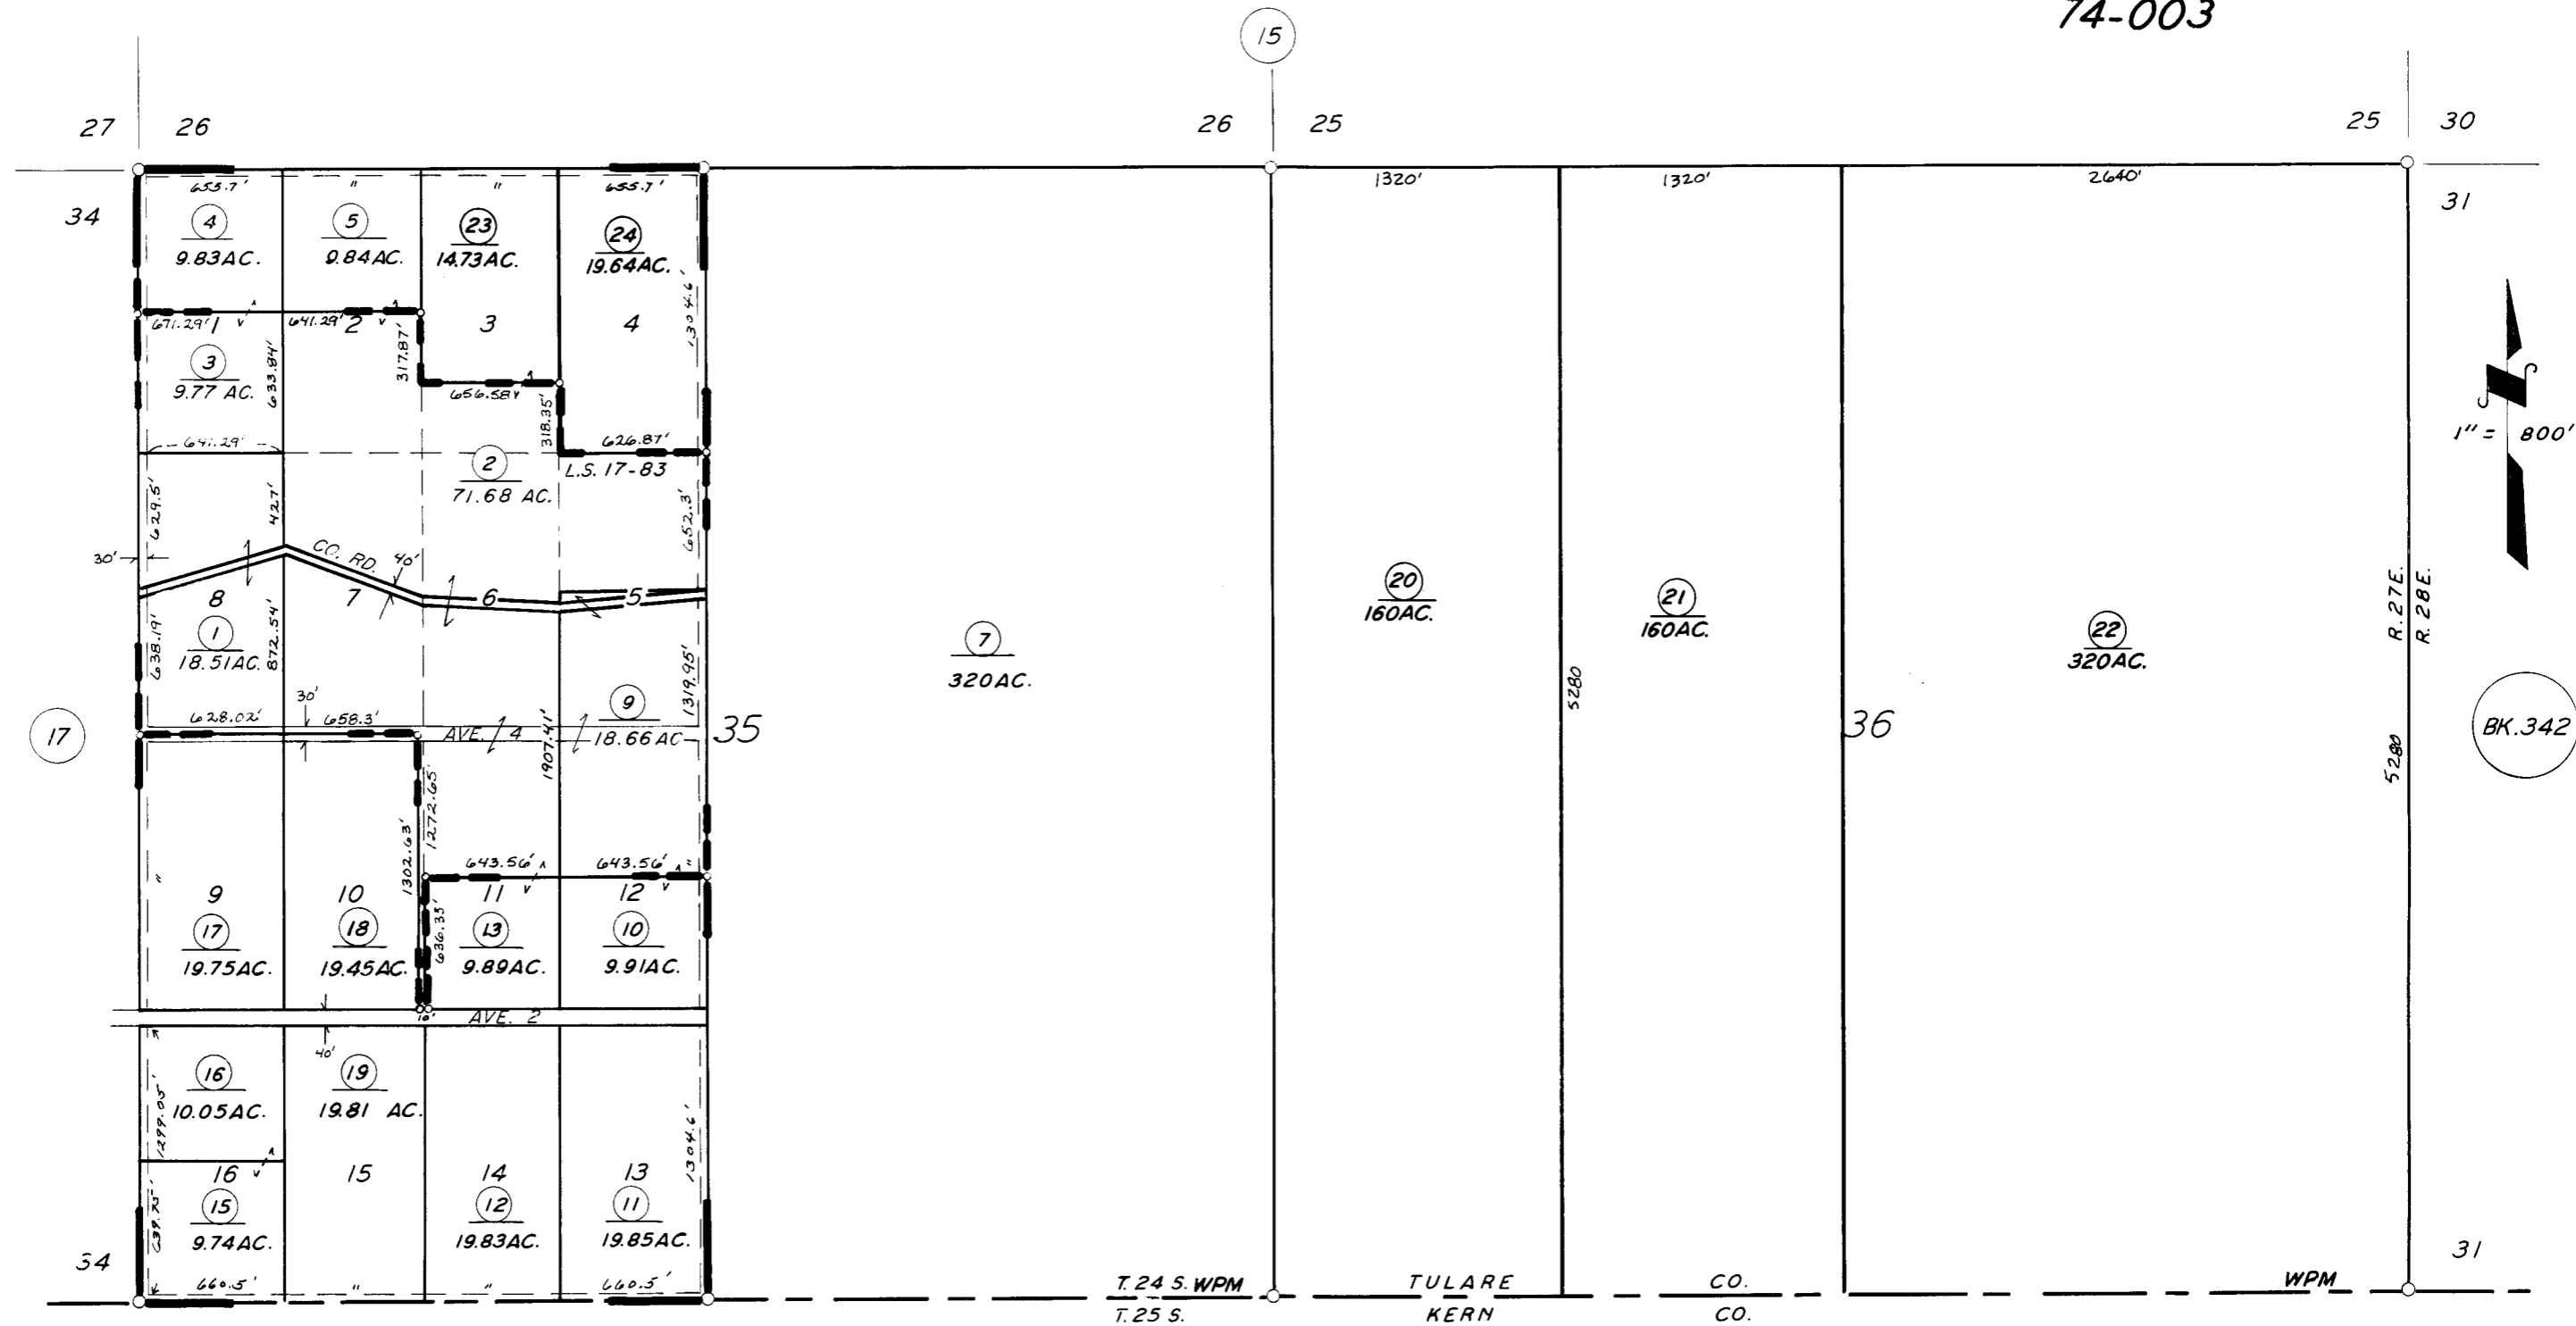 74-003
15
27 26
26 25
25 30
34
31
655.7' " " 655.7'
1320' 1320' 2640'
4
9.83AC.
5
9.84AC.
23
14.73AC.
24
19.64AC.
1304.6'
671.29' 1 641.29' 2 3 4
317.87'
3
9.77 AC.
633.84'
656.58'
318.35'
626.87'
L.S. 17-83
641.29'
2
71.68 AC.
629.5'
427'
652.3'
30'
CO. RD. 40'
8 7 6 5
1
18.51AC.
638.19'
872.54'
30'
628.02' 658.3'
AVE. 4
1907.41'
9
18.66 AC
1319.95'
17
35
7
320AC.
20
160AC.
21
160AC.
22
320AC.
5280
36
5280
R. 27E.
R. 28E.
1" = 800'
BK.342
1272.65'
1302.63'
643.56' 643.56' "
"
9 10 11 12
636.33'
17
19.75AC.
18
19.45AC.
13
9.89AC.
10
9.91AC.
10'
AVE. 2
40'
16
10.05AC.
19
19.81 AC.
1299.05'
1304.6'
16 15 14 13
15
9.74AC.
12
19.83AC.
11
19.85AC.
639.75'
34
31
660.5' " " 660.5'
T. 24 S. WPM TULARE CO. WPM
T. 25 S. KERN CO.